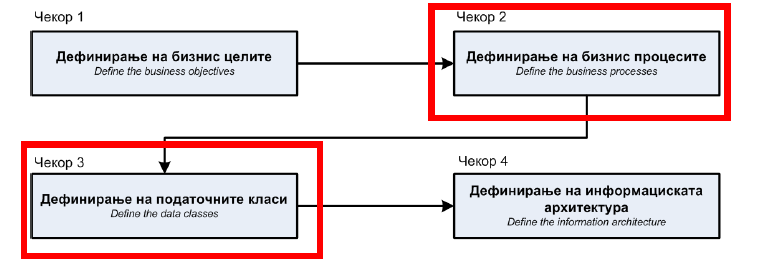 Чекор 1
Дефинирање на бизнис целите
Define the business objectives
Чекор 2
Дефинирање на бизнис процесите
Define the business processes
Чекор 3
Дефинирање на податочните класи
Define the data classes
Чекор 4
Дефинирање на информациската
архитектура
Define the information architecture